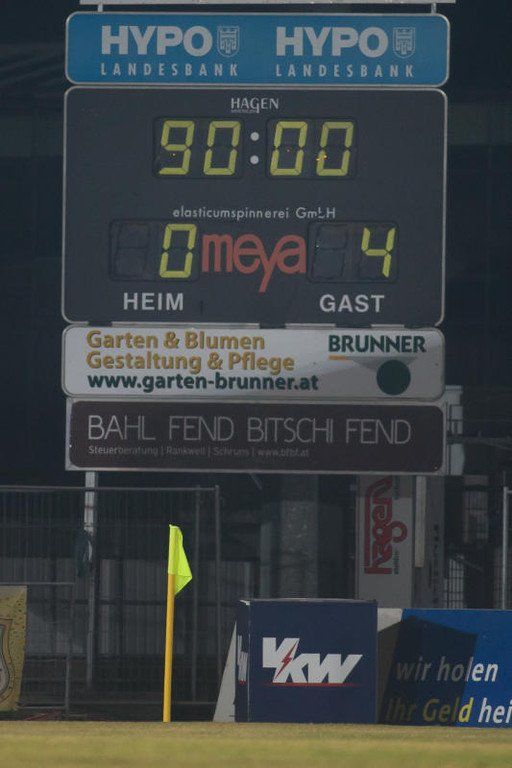 HYPO HYPO
LANDESBANK LANDESBANK
HAGEN
90:00
elasticumspinnerei GmbH
0 meya 4
HEIM GAST
Garten & Blumen BRUNNER
Gestaltung & Pflege
www.garten-brunner.at
BAHL FEND BITSCHI FEND
Steuerberatung | Rankweil | Schruns | www.bfbf.at
VKW
wir holen
Ihr Geld hei